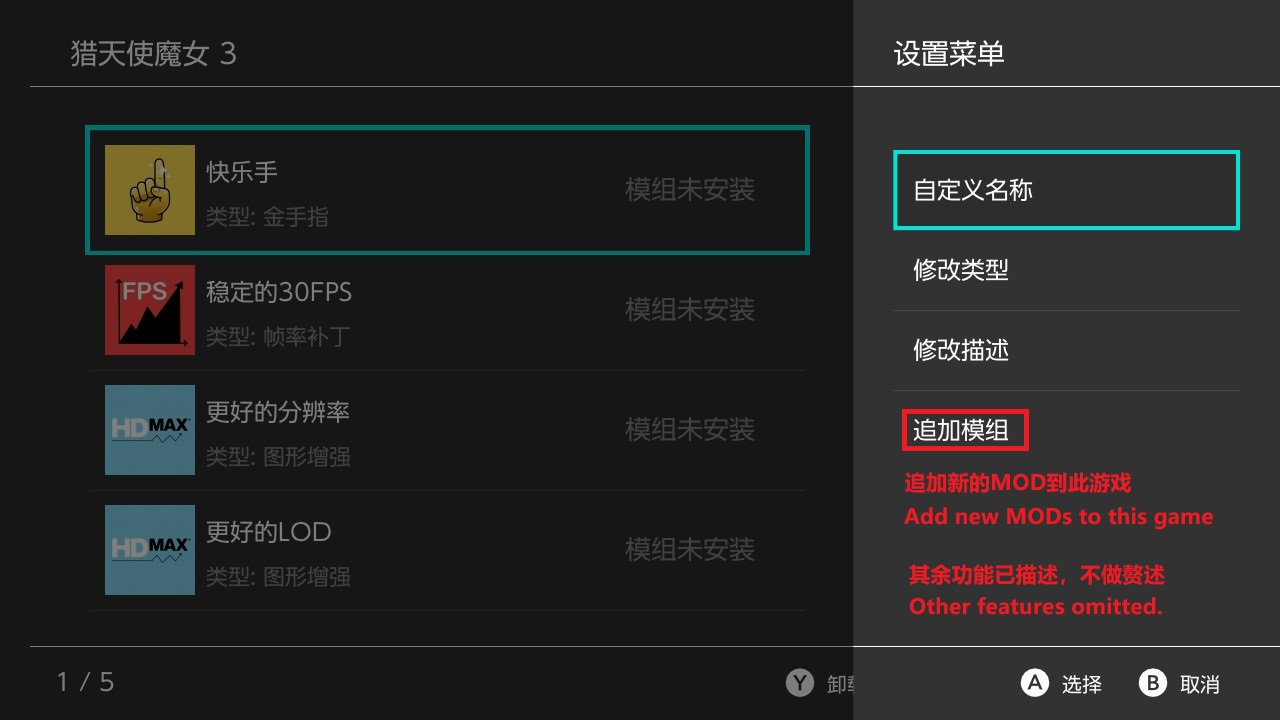 猎天使魔女 3
设置菜单
快乐手
类型: 金手指
模组未安装
FPS
稳定的30FPS
类型: 帧率补丁
模组未安装
HDMAX
更好的分辨率
类型: 图形增强
模组未安装
HDMAX
更好的LOD
类型: 图形增强
模组未安装
自定义名称
修改类型
修改描述
追加模组
追加新的MOD到此游戏
Add new MODs to this game
其余功能已描述，不做赘述
Other features omitted.
1 / 5
Y 卸
A 选择
B 取消